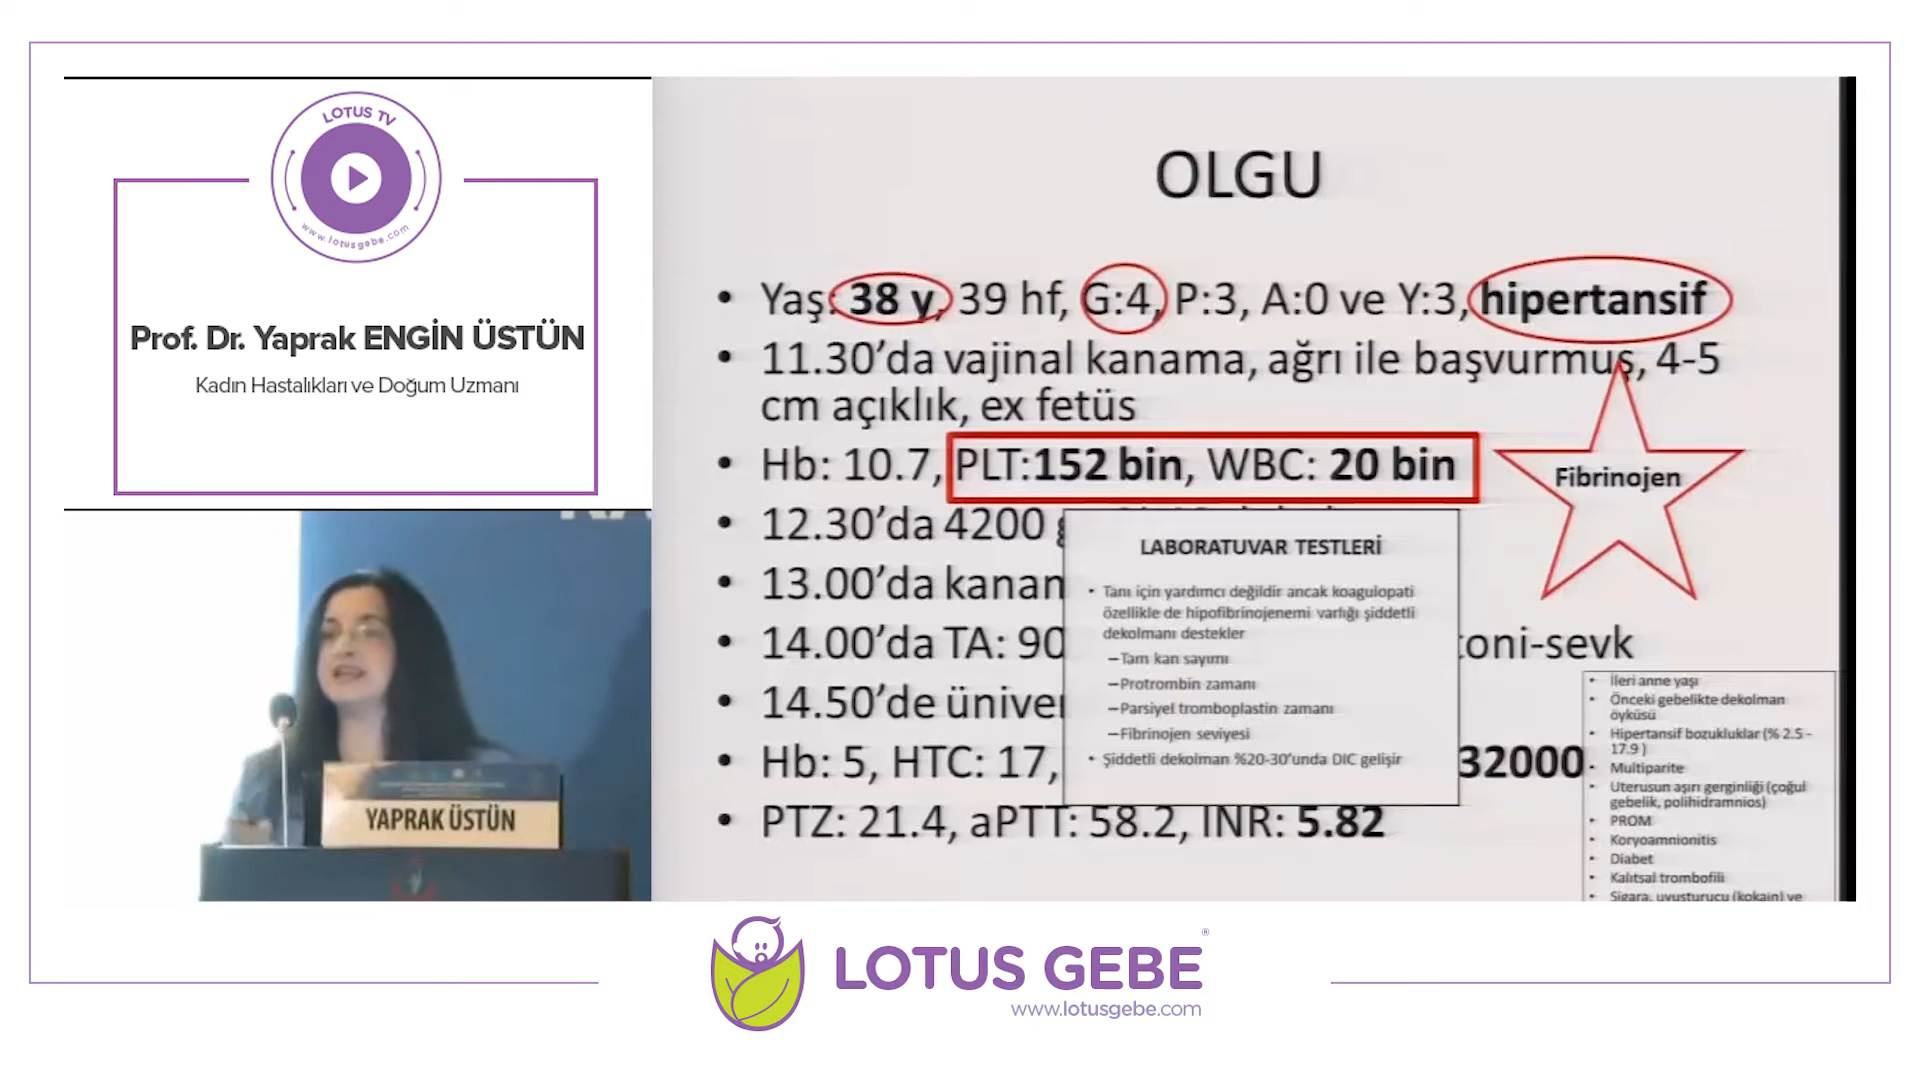 LOTUS TV
www.lotusgebe.com
Prof. Dr. Yaprak ENGİN ÜSTÜN
Kadın Hastalıkları ve Doğum Uzmanı
YAPRAK ÜSTÜN
OLGU
• Yaş: 38 y, 39 hf, G:4, P:3, A:0 ve Y:3, hipertansif
• 11.30’da vajinal kanama, ağrı ile başvurmuş, 4-5
cm açıklık, ex fetüs
• Hb: 10.7, PLT:152 bin, WBC: 20 bin
Fibrinojen
• 12.30’da 4200
• 13.00’da kanam
• 14.00’da TA: 90 toni-sevk
• 14.50’de üniver
• Hb: 5, HTC: 17, 32000
• PTZ: 21.4, aPTT: 58.2, INR: 5.82
LABORATUVAR TESTLERİ
• Tanı için yardımcı değildir ancak koagulopati
özellikle de hipofibrinojenemi varlığı şiddetli
dekolmanı destekler
–Tam kan sayımı
–Protrombin zamanı
–Parsiyel tromboplastin zamanı
–Fibrinojen seviyesi
• Şiddetli dekolman %20-30’unda DIC gelişir
• İleri anne yaşı
• Önceki gebelikte dekolman
öyküsü
• Hipertansif bozukluklar (% 2.5 -
17.9 )
• Multiparite
• Uterusun aşırı gerginliği (çoğul
gebelik, polihidramnios)
• PROM
• Koryoamnionitis
• Diabet
• Kalıtsal trombofili
• Sigara, uyuşturucu (kokain) ve
LOTUS GEBE®
www.lotusgebe.com